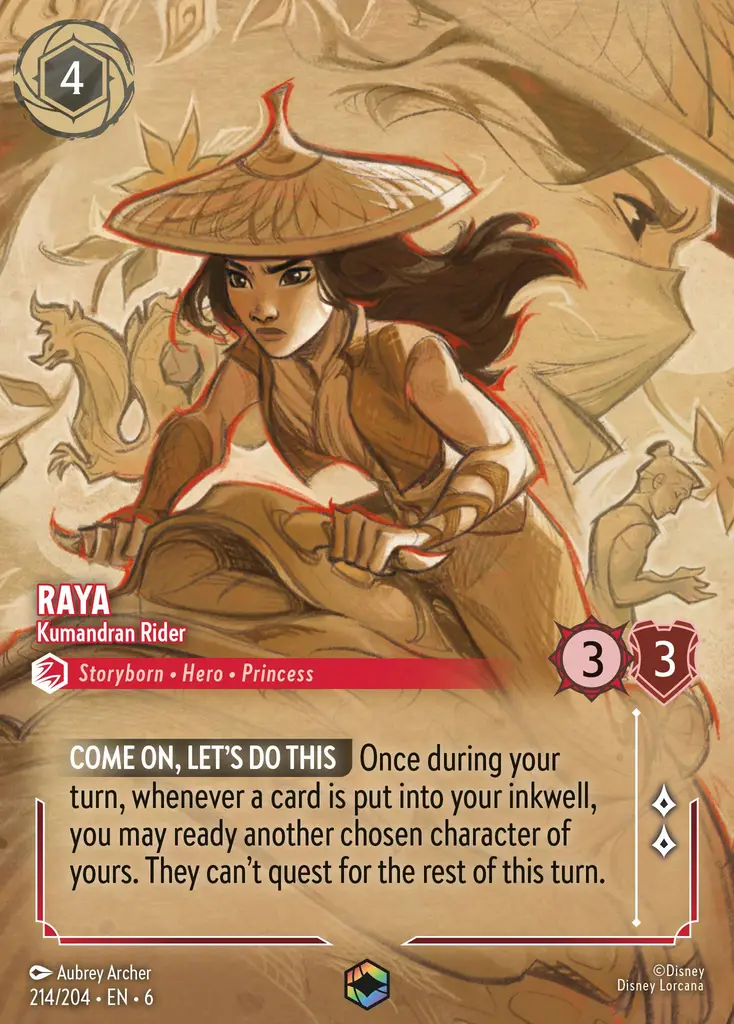 4
RAYA
Kumandran Rider
Storyborn • Hero • Princess
3
3
COME ON, LET'S DO THIS Once during your
turn, whenever a card is put into your inkwell,
you may ready another chosen character of
yours. They can't quest for the rest of this turn.
Aubrey Archer
214/204 • EN • 6
©Disney
Disney Lorcana